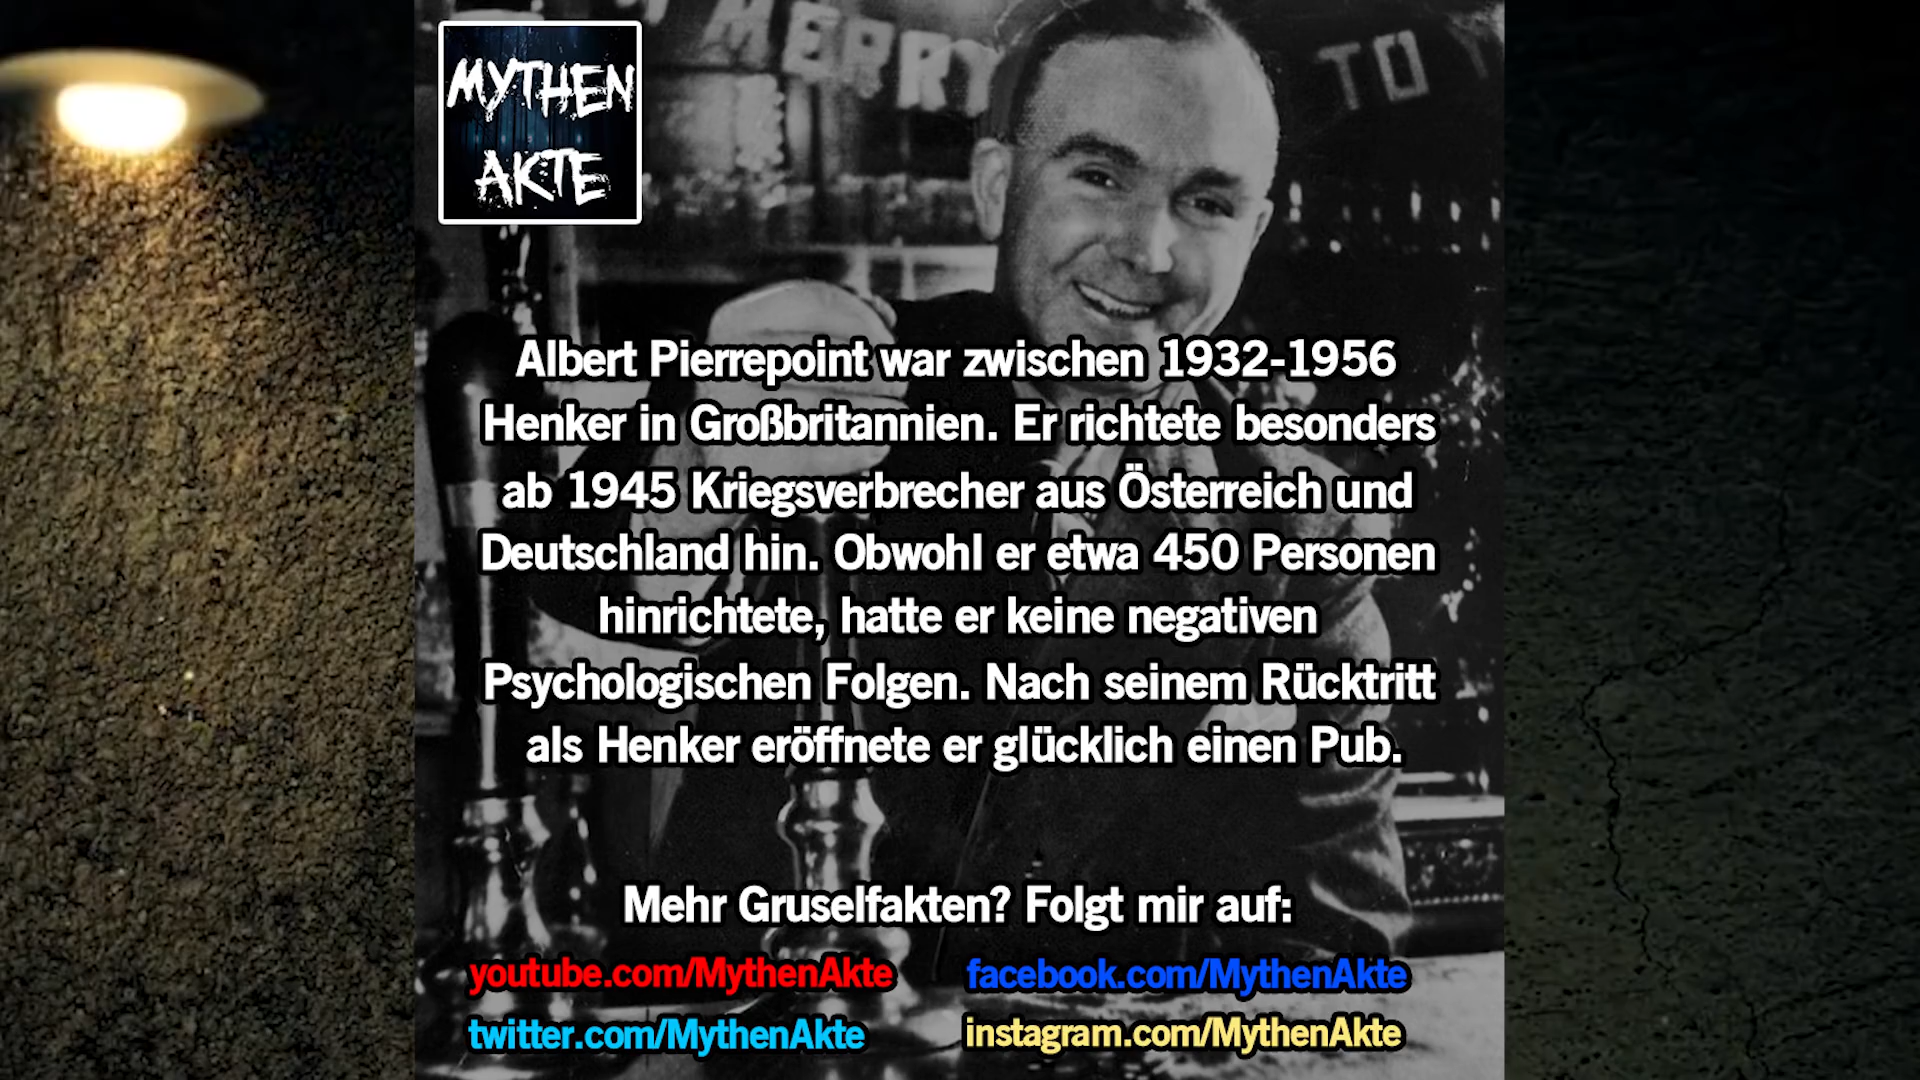 MERRY
TO
MYTHEN
AKTE
Albert Pierrepoint war zwischen 1932-1956
Henker in Großbritannien. Er richtete besonders
ab 1945 Kriegsverbrecher aus Österreich und
Deutschland hin. Obwohl er etwa 450 Personen
hinrichtete, hatte er keine negativen
Psychologischen Folgen. Nach seinem Rücktritt
als Henker eröffnete er glücklich einen Pub.
Mehr Gruselfakten? Folgt mir auf:
youtube.com/MythenAkte
facebook.com/MythenAkte
twitter.com/MythenAkte
instagram.com/MythenAkte